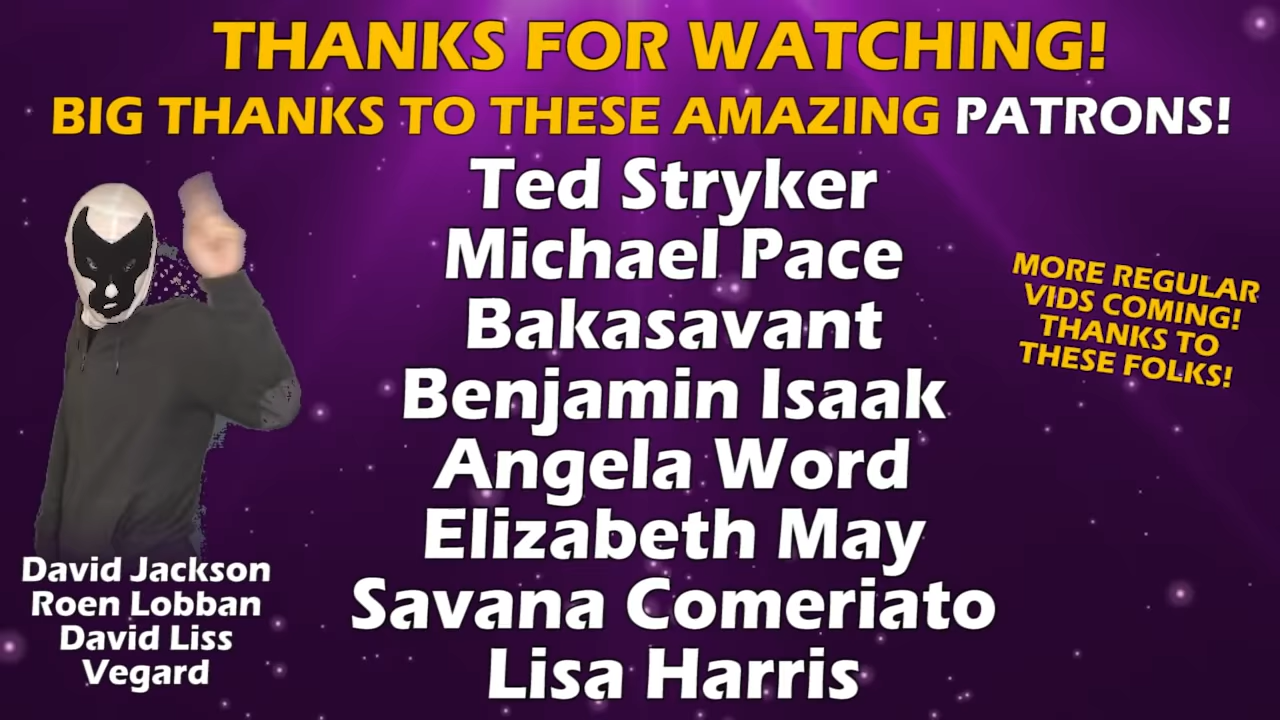 THANKS FOR WATCHING!
BIG THANKS TO THESE AMAZING PATRONS!
Ted Stryker
Michael Pace
Bakasavant
Benjamin Isaak
Angela Word
Elizabeth May
Savana Comeriato
Lisa Harris
MORE REGULAR
VIDS COMING!
THANKS TO
THESE FOLKS!
David Jackson
Roen Lobban
David Liss
Vegard